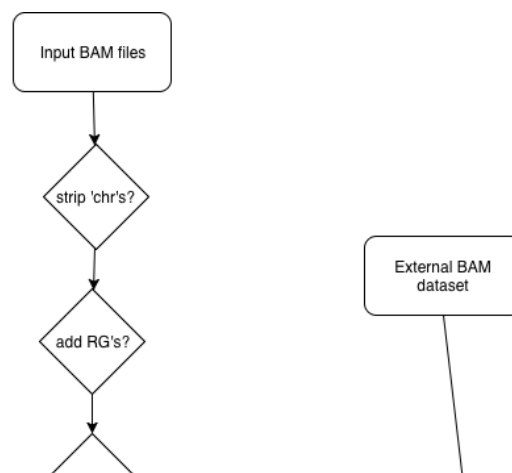 Input BAM files
strip 'chr's?
External BAM
dataset
add RG's?